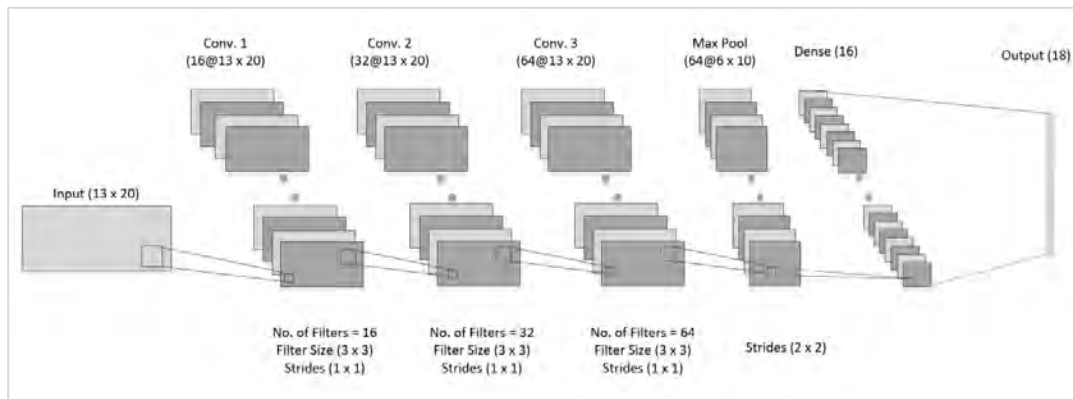 Conv. 1
(16@13 x 20)
Conv. 2
(32@13 x 20)
Conv. 3
(64@13 x 20)
Max Pool
(64@6 x 10)
Dense (16)
Output (18)
Input (13 x 20)
No. of Filters = 16
Filter Size (3 x 3)
Strides (1 x 1)
No. of Filters = 32
Filter Size (3 x 3)
Strides (1 x 1)
No. of Filters = 64
Filter Size (3 x 3)
Strides (1 x 1)
Strides (2 x 2)